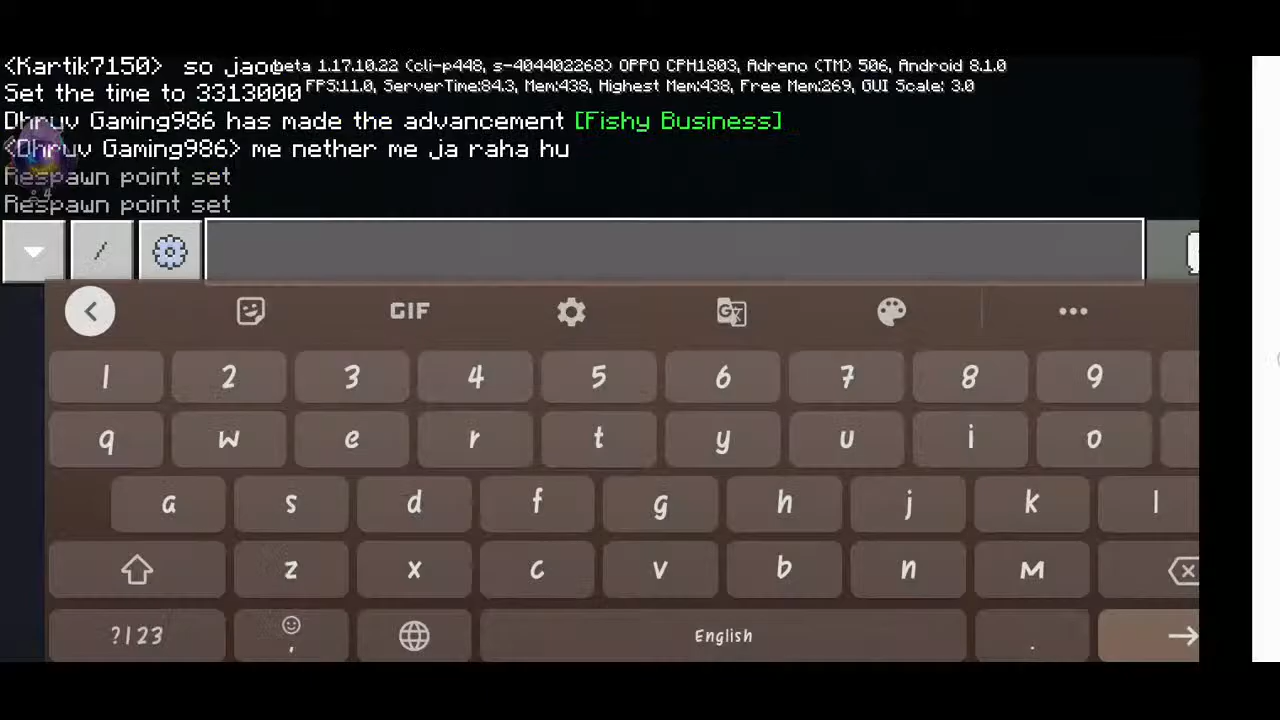 <Kartik7150> so jaoo
beta 1.17.10.22 (cli-p448, s-404402268) OPPO CPH1803, Adreno (TM) 506, Android 8.1.0
Set the time to 3313000
FPS:11.0, ServerTime:84.3, Mem:438, Highest Mem:438, Free Mem:269, GUI Scale: 3.0
Dhruv Gaming986 has made the advancement [Fishy Business]
<Dhruv Gaming986> me nether me ja raha hu
Respawn point set
Respawn point set
/
GIF
1 2 3 4 5 6 7 8 9
q w e r t y u i o
a s d f g h j k l
z x c v b n m
?123 , English .